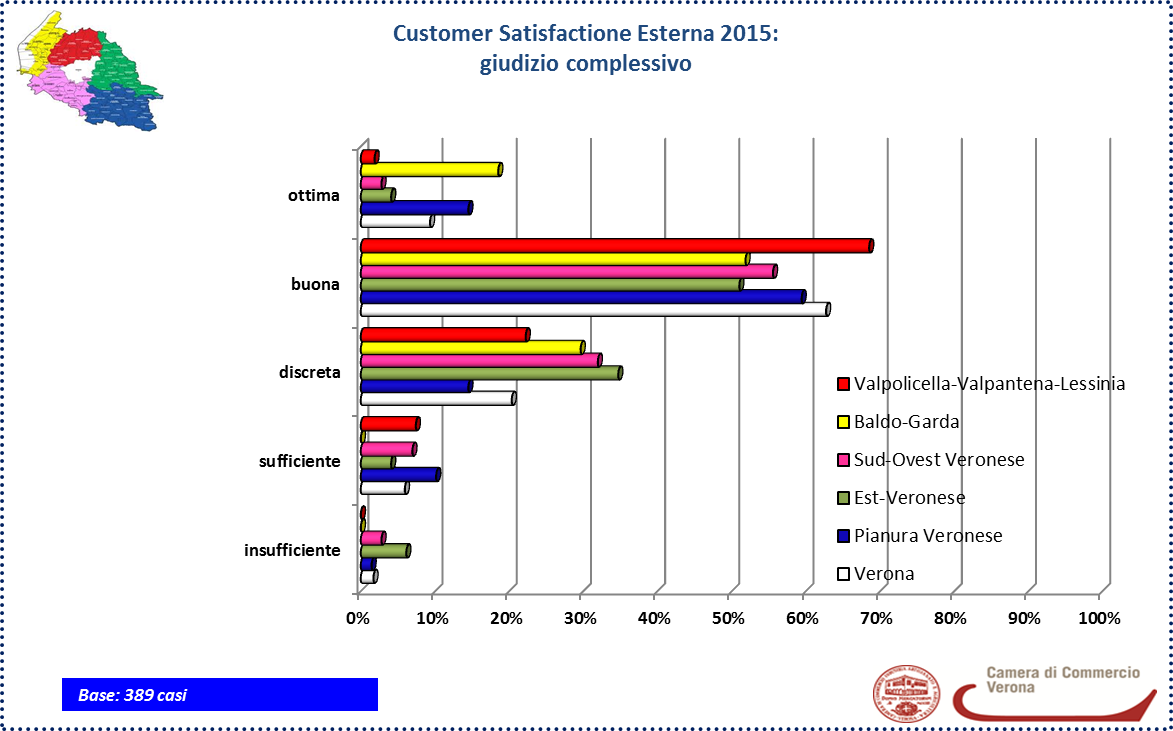 Customer Satisfactione Esterna 2015:
giudizio complessivo
ottima
buona
discreta
sufficiente
insufficiente
Valpolicella-Valpantena-Lessinia
Baldo-Garda
Sud-Ovest Veronese
Est-Veronese
Pianura Veronese
Verona
0% 10% 20% 30% 40% 50% 60% 70% 80% 90% 100%
Base: 389 casi
Camera di Commercio
Verona